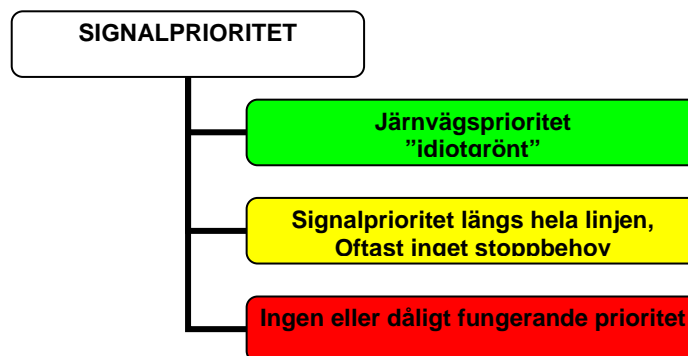 SIGNALPRIORITET
Järnvägsprioritet
”idiotgrönt”
Signalprioritet längs hela linjen,
Oftast inget stoppbehov
Ingen eller dåligt fungerande prioritet